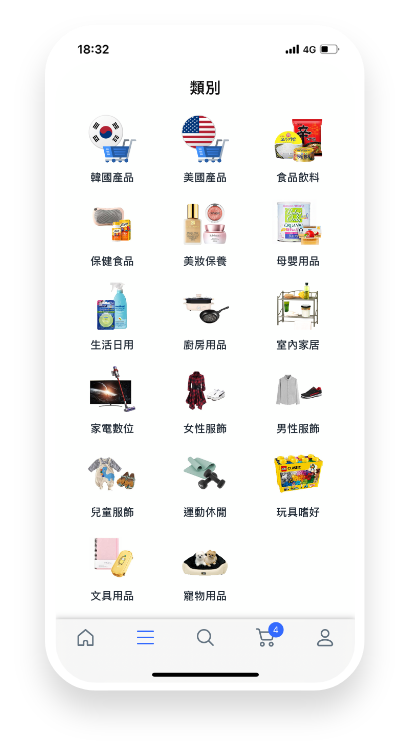 18:32
4G
類別
韓國產品
美國產品
食品飲料
保健食品
美妝保養
母嬰用品
生活日用
廚房用品
室內家居
家電數位
女性服飾
男性服飾
兒童服飾
運動休閒
玩具嗜好
文具用品
寵物用品
4